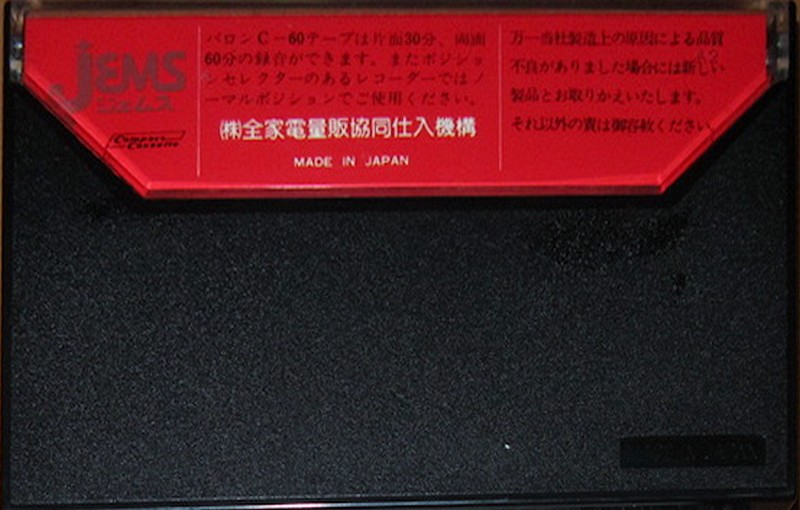 JEMS
ジェムス
Compact
Cassette
バロンC−60テープは片面30分、両面
60分の録音ができます。またポジショ
ンセレクターのあるレコーダーではノ
ーマルポジションでご使用ください。
㈱全家電量販協同仕入機構
MADE IN JAPAN
万一当社製造上の原因による品質
不良がありました場合には新しい
製品とお取りかえいたします。
それ以外の責は御容赦ください。